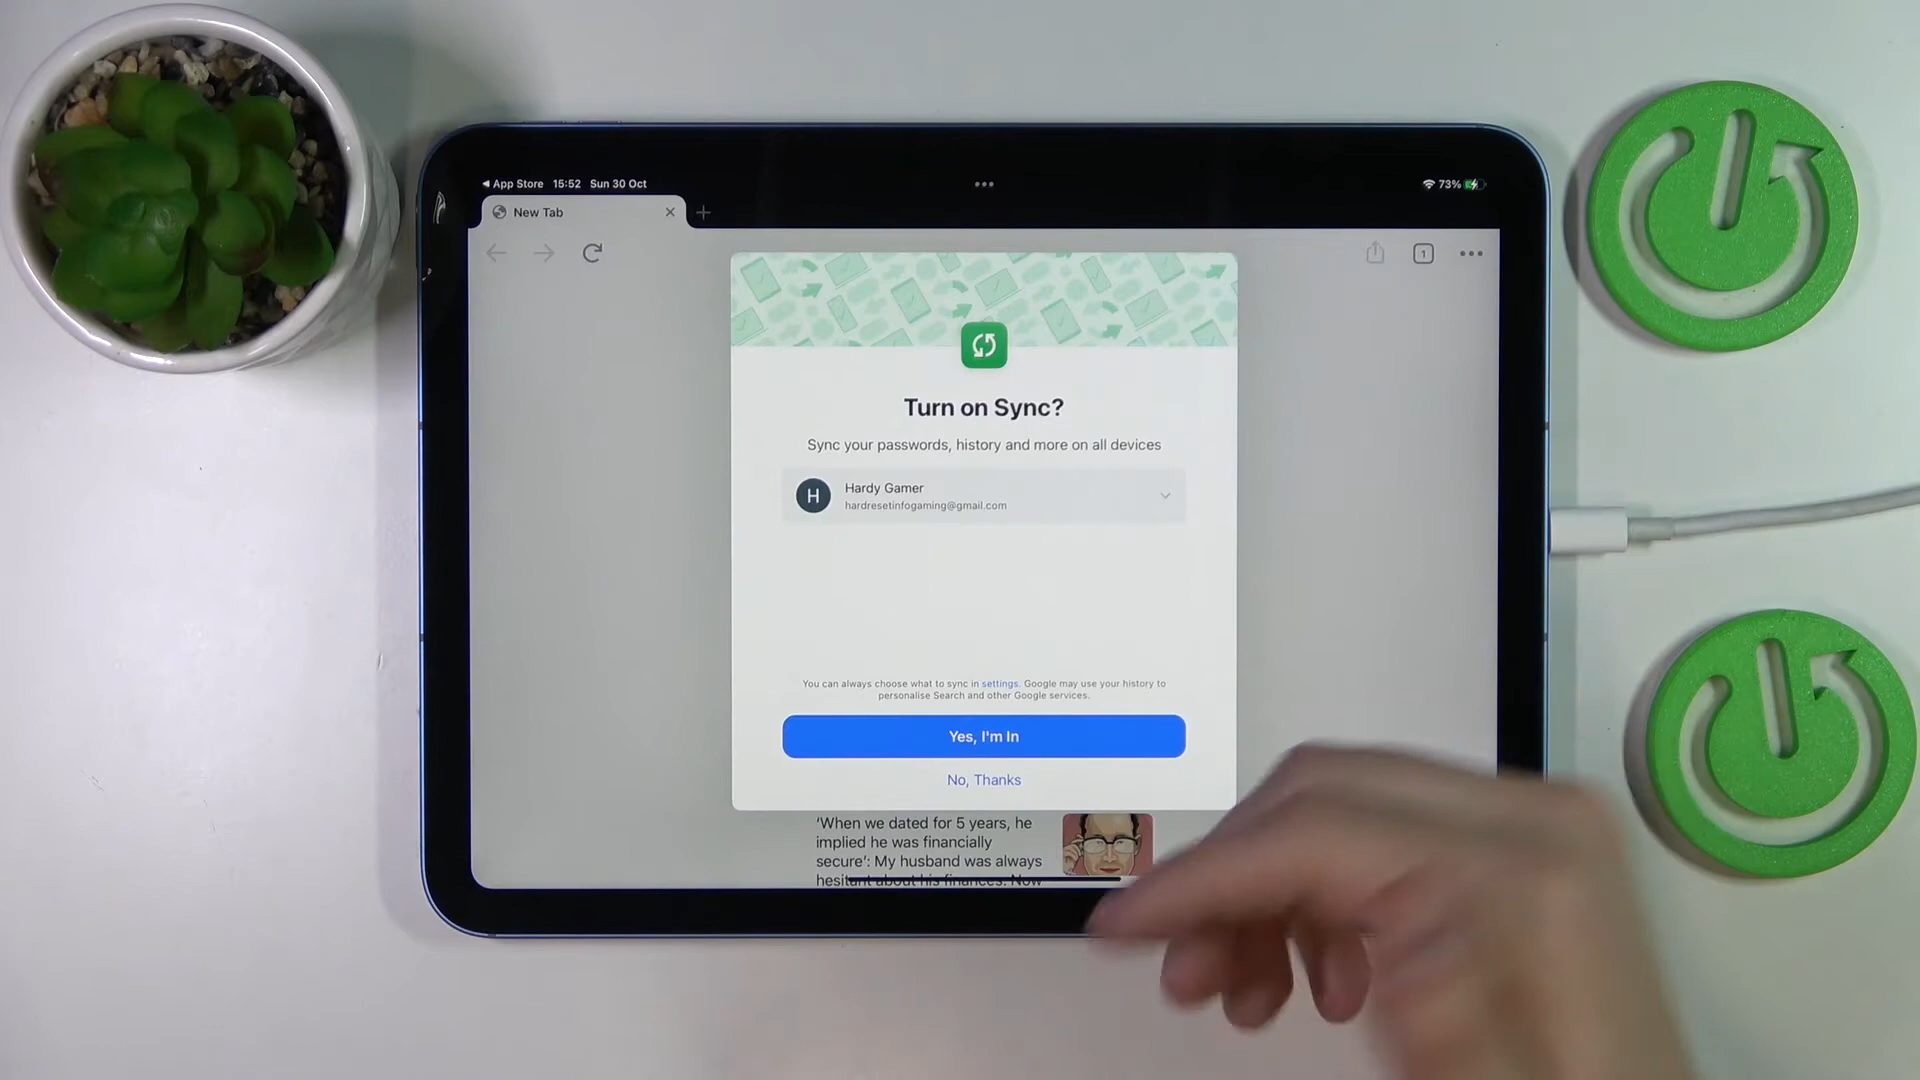 App Store 15:52 Sun 30 Oct
73%
New Tab
1
Turn on Sync?
Sync your passwords, history and more on all devices
H
Hardy Gamer
hardresetinfogaming@gmail.com
You can always choose what to sync in settings. Google may use your history to
personalise Search and other Google services.
Yes, I'm In
No, Thanks
‘When we dated for 5 years, he
implied he was financially
secure’: My husband was always
hesitant about his finances. Now